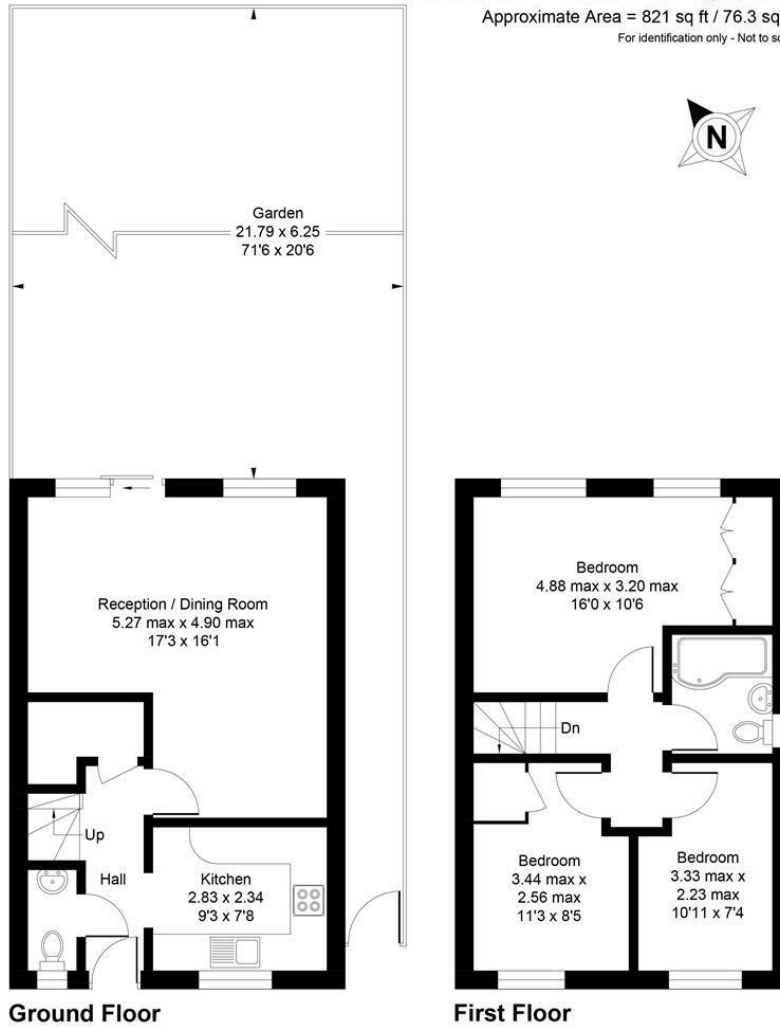 Approximate Area = 821 sq ft / 76.3 sq
For identification only - Not to
N
Garden
21.79 x 6.25
71'6 x 20'6
Reception / Dining Room
5.27 max x 4.90 max
17'3 x 16'1
Up
Hall
Kitchen
2.83 x 2.34
9'3 x 7'8
Ground Floor
Bedroom
4.88 max x 3.20 max
16'0 x 10'6
Dn
Bedroom
3.44 max x
2.56 max
11'3 x 8'5
Bedroom
3.33 max x
2.23 max
10'11 x 7'4
First Floor